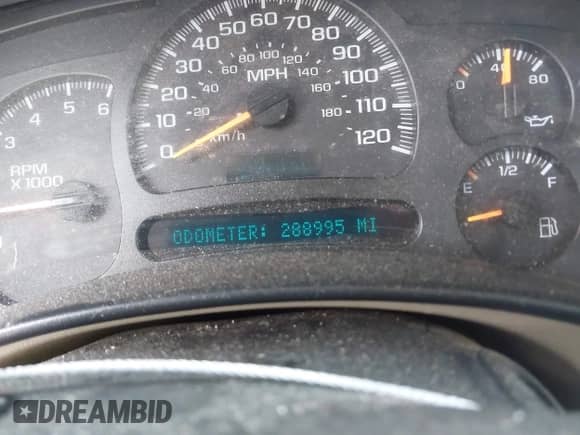 60
50 70
40 80
30 90
20 100
10 110
0 120
80 100 120
60 140
40 160
20 180
MPH
km/h
3 4 5 6
RPM
X1000
0 40 80
1/2
E F
ODOMETER: 288995 MI
DREAMBID